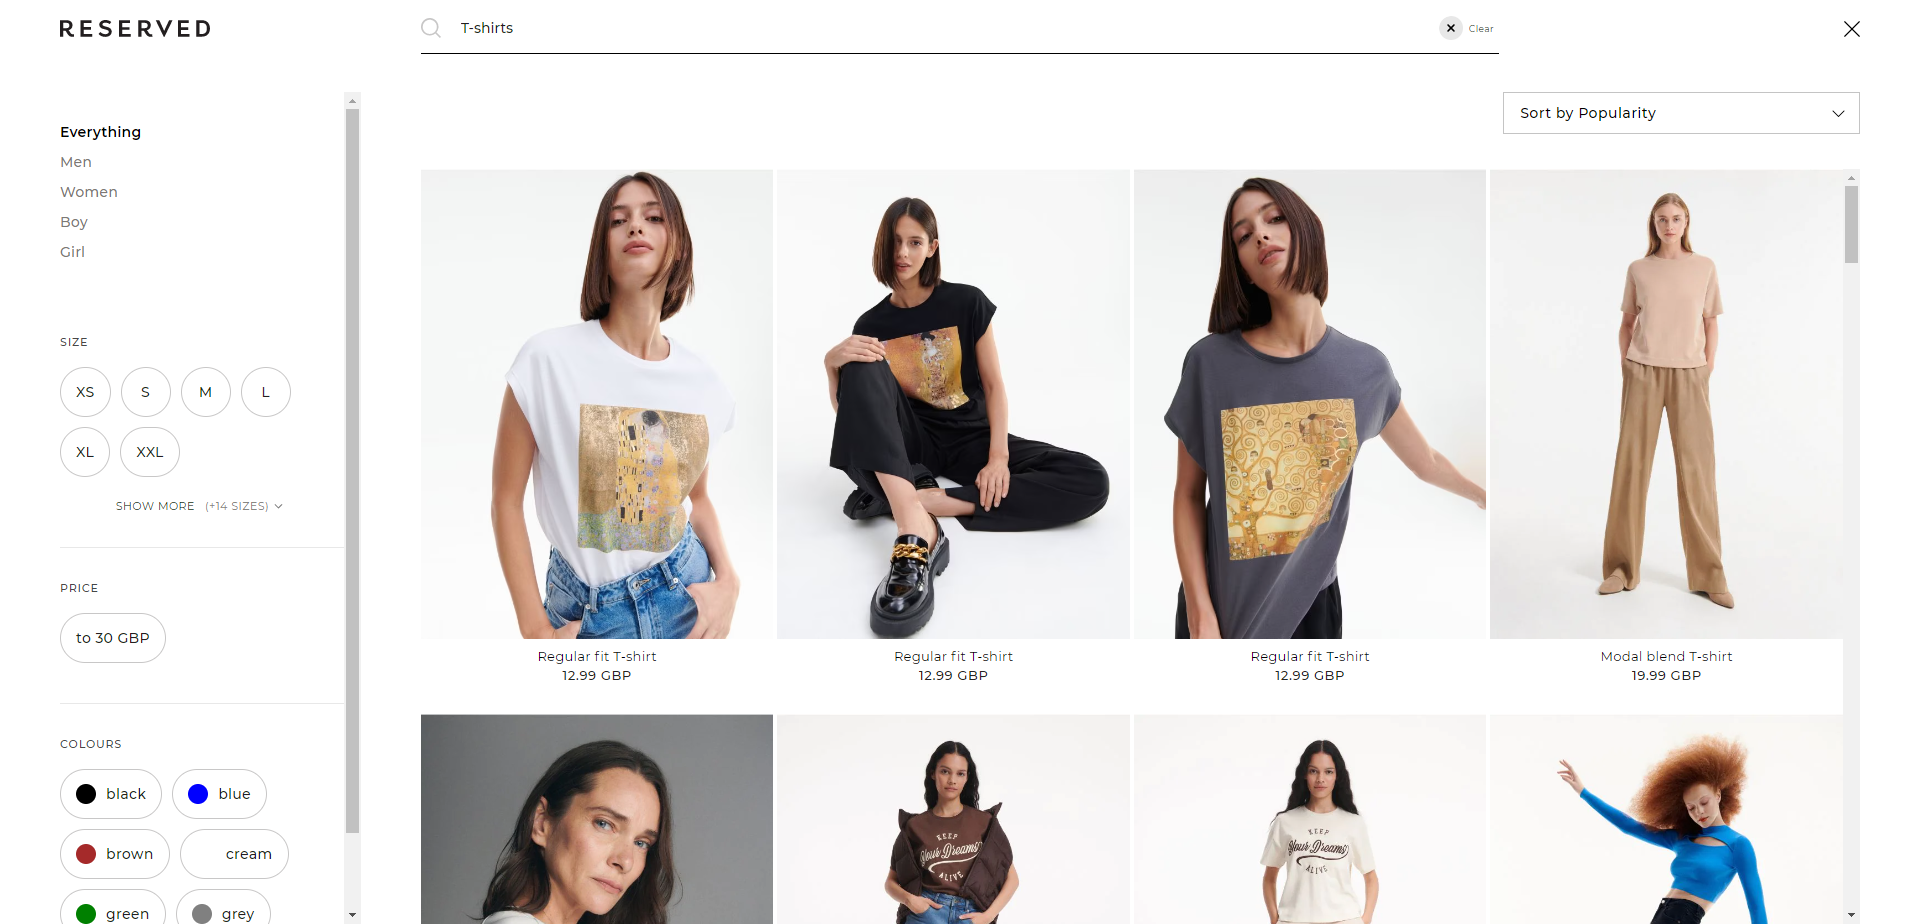 RESERVED
T-shirts
Clear
Everything
Men
Women
Boy
Girl
SIZE
XS
S
M
L
XL
XXL
SHOW MORE (+14 SIZES)
PRICE
to 30 GBP
COLOURS
black
blue
brown
cream
green
grey
Sort by Popularity
Regular fit T-shirt
12.99 GBP
Regular fit T-shirt
12.99 GBP
Regular fit T-shirt
12.99 GBP
Modal blend T-shirt
19.99 GBP
KEEP
Your Dreams
ALIVE
KEEP
Your Dreams
ALIVE